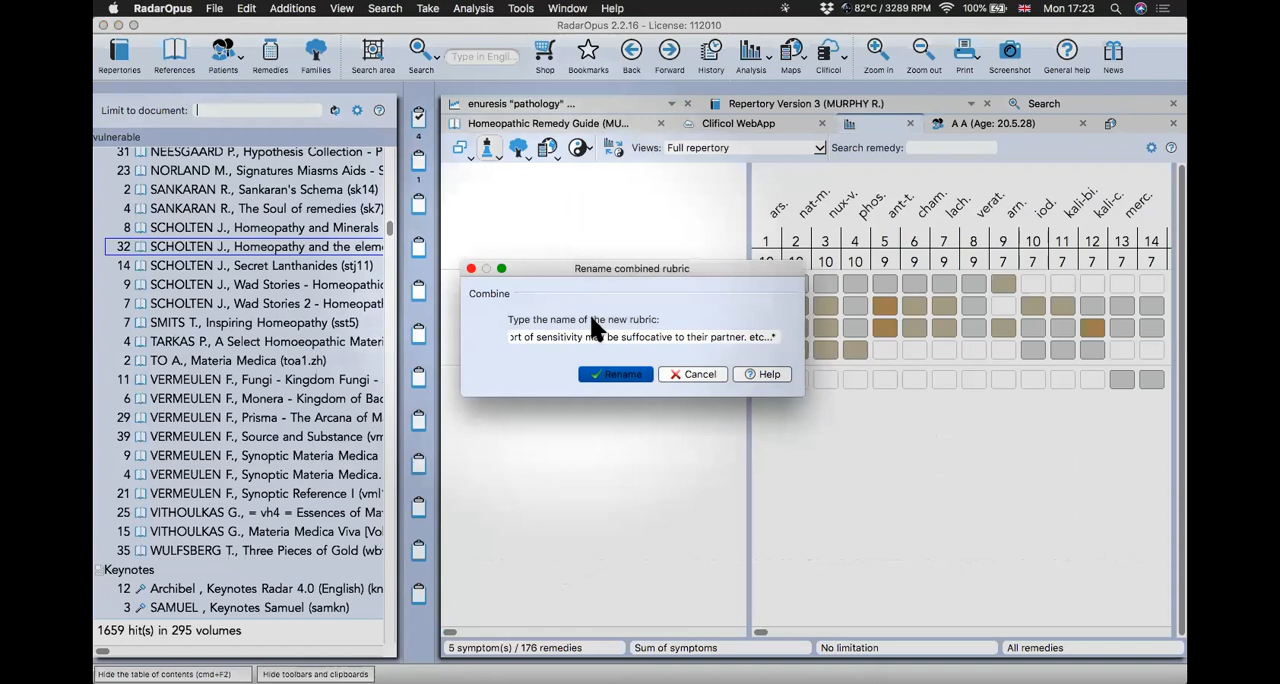 RadarOpus File Edit Additions View Search Take Analysis Tools Window Help 82°C / 3289 RPM 100% Mon 17:23
RadarOpus 2.2.16 - License: 112010
Repertories References Patients Remedies Families Search area Search Type in Engli... Shop Bookmarks Back Forward History Analysis Maps Clificol Zoom in Zoom out Print Screenshot General help News
Limit to document:
enuresis "pathology" ... Repertory Version 3 (MURPHY R.) Search
Homeopathic Remedy Guide (MU... Clificol WebApp A A (Age: 20.5.28)
Views: Full repertory Search remedy:
vulnerable
31 NEESGAARD P., Hypothesis Collection - P
23 NORLAND M., Signatures Miasms Aids - S
2 SANKARAN R., Sankaran's Schema (sk14)
4 SANKARAN R., The Soul of remedies (sk7)
8 SCHOLTEN J., Homeopathy and Minerals
32 SCHOLTEN J., Homeopathy and the eleme
14 SCHOLTEN J., Secret Lanthanides (stj11)
9 SCHOLTEN J., Wad Stories - Homeopath
7 SCHOLTEN J., Wad Stories 2 - Homeopat
7 SMITS T., Inspiring Homeopathy (sst5)
4 TARKAS P., A Select Homoeopathic Mater
2 TO A., Materia Medica (toa1.zh)
11 VERMEULEN F., Fungi - Kingdom Fungi -
6 VERMEULEN F., Monera - Kingdom of Bac
29 VERMEULEN F., Prisma - The Arcana of M
39 VERMEULEN F., Source and Substance (vm
9 VERMEULEN F., Synoptic Materia Medica
4 VERMEULEN F., Synoptic Materia Medica.
21 VERMEULEN F., Synoptic Reference I (vml
25 VITHOULKAS G., = vh4 = Essences of Mat
15 VITHOULKAS G., Materia Medica Viva [Vol
35 WULFSBERG T., Three Pieces of Gold (wb
Keynotes
12 Archibel , Keynotes Radar 4.0 (English) (kn
3 SAMUEL , Keynotes Samuel (samkn)
1659 hit(s) in 295 volumes
Hide the table of contents (cmd+F2) Hide toolbars and clipboards
4
1
ars. nat-m. nux-v. phos. ant-t. cham. lach. verat. arn. iod. kali-bi. kali-c. merc.
1 2 3 4 5 6 7 8 9 10 11 12 13 14
10 10 9 9 9 9 9 7 7 7 7 7
Rename combined rubric
Combine
Type the name of the new rubric:
ort of sensitivity may be suffocative to their partner. etc...*
Rename Cancel Help
5 symptom(s) / 176 remedies Sum of symptoms No limitation All remedies